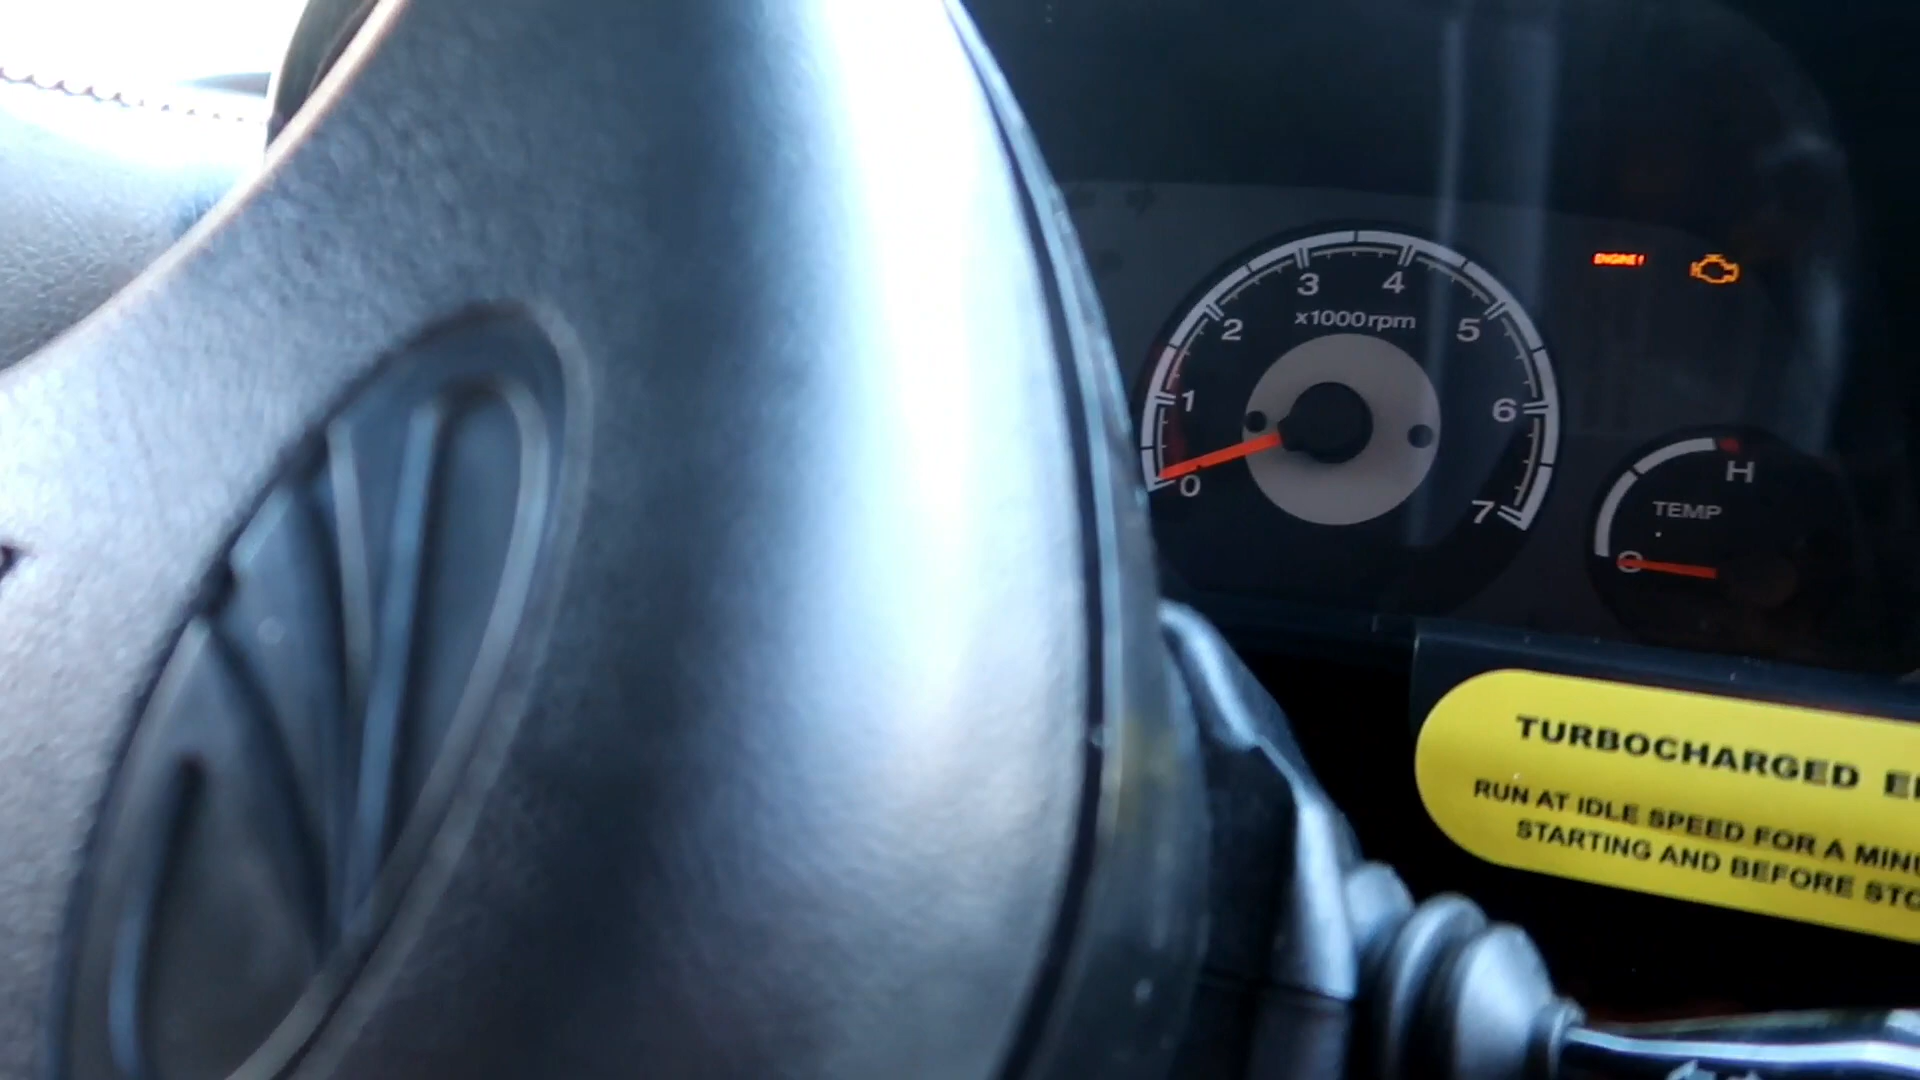 ENGINE!
3 4
x1000rpm
2 5
1 6
0 7
H
TEMP
C
TURBOCHARGED
RUN AT IDLE SPEED FOR A
STARTING AND BEFORE